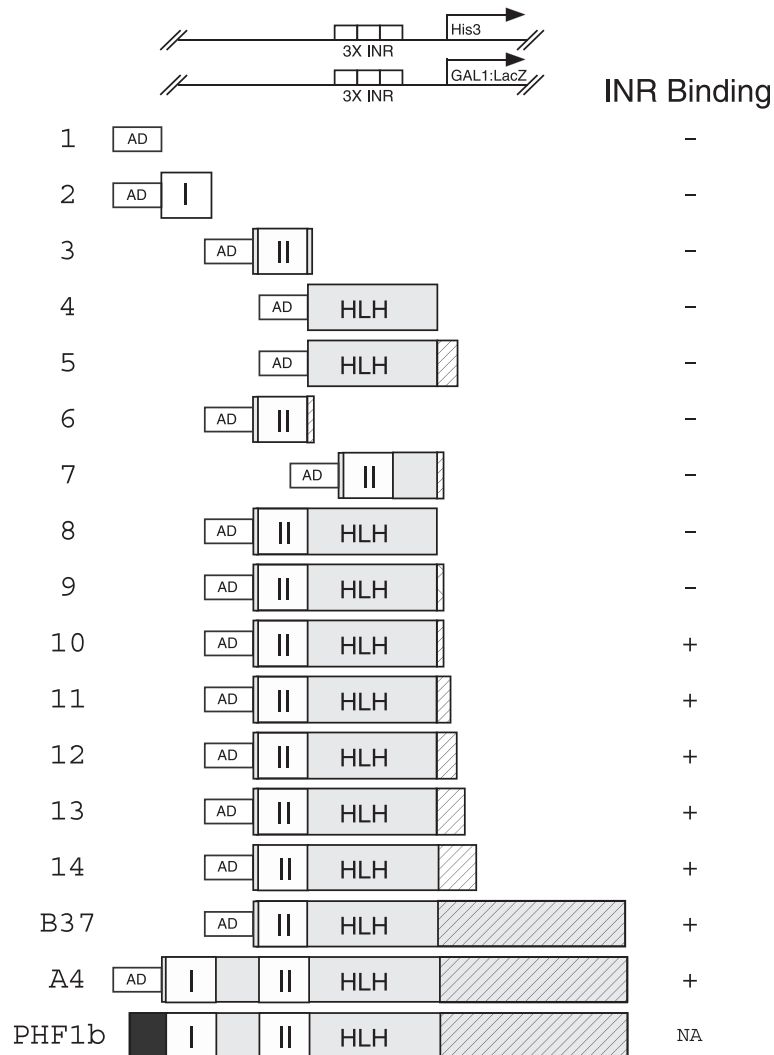 His3
3X INR
GAL1:LacZ
3X INR
INR Binding
1 AD –
2 AD I –
3 AD II –
4 AD HLH –
5 AD HLH –
6 AD II –
7 AD II –
8 AD II HLH –
9 AD II HLH –
10 AD II HLH +
11 AD II HLH +
12 AD II HLH +
13 AD II HLH +
14 AD II HLH +
B37 AD II HLH +
A4 AD I II HLH +
PHF1b I II HLH NA